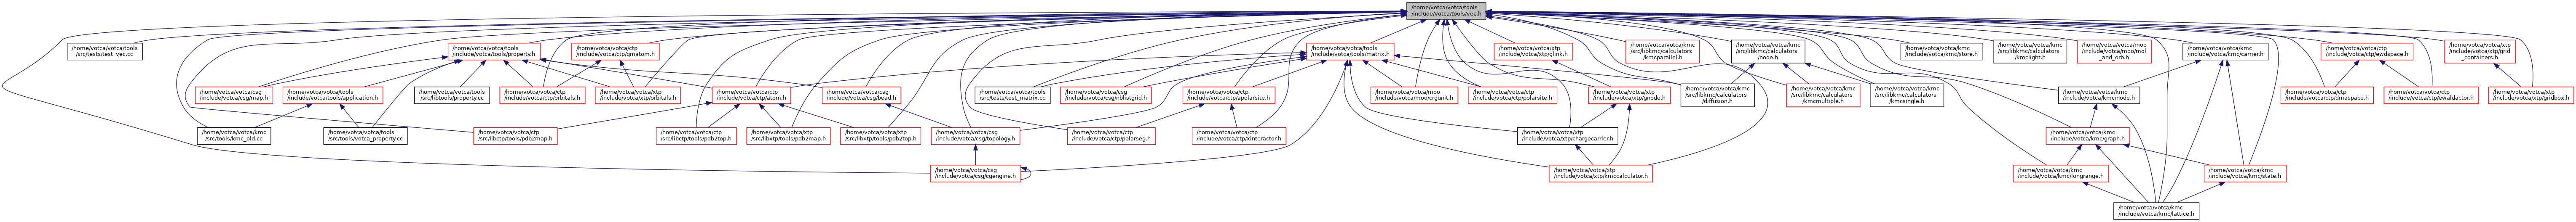 /home/votca/votca/tools
/include/votca/tools/vec.h
/home/votca/votca/tools
/src/tests/test_vec.cc
/home/votca/votca/tools
/include/votca/tools/property.h
/home/votca/votca/ctp
/include/votca/ctp/qmatom.h
/home/votca/votca/tools
/include/votca/tools/matrix.h
/home/votca/votca/xtp
/include/votca/xtp/glink.h
/home/votca/votca/kmc
/src/libkmc/calculators
/kmcparallel.h
/home/votca/votca/kmc
/src/libkmc/calculators
/node.h
/home/votca/votca/kmc
/include/votca/kmc/store.h
/home/votca/votca/kmc
/src/libkmc/calculators
/kmclight.h
/home/votca/votca/moo
/include/votca/moo/mol
_and_orb.h
/home/votca/votca/kmc
/include/votca/kmc/carrier.h
/home/votca/votca/ctp
/include/votca/ctp/ewdspace.h
/home/votca/votca/xtp
/include/votca/xtp/grid
_containers.h
/home/votca/votca/csg
/include/votca/csg/map.h
/home/votca/votca/tools
/include/votca/tools/application.h
/home/votca/votca/tools
/src/libtools/property.cc
/home/votca/votca/ctp
/include/votca/ctp/orbitals.h
/home/votca/votca/xtp
/include/votca/xtp/orbitals.h
/home/votca/votca/ctp
/include/votca/ctp/atom.h
/home/votca/votca/csg
/include/votca/csg/bead.h
/home/votca/votca/tools
/src/tests/test_matrix.cc
/home/votca/votca/csg
/include/votca/csg/nblistgrid.h
/home/votca/votca/ctp
/include/votca/ctp/apolarsite.h
/home/votca/votca/moo
/include/votca/moo/crgunit.h
/home/votca/votca/ctp
/include/votca/ctp/polarsite.h
/home/votca/votca/xtp
/include/votca/xtp/gnode.h
/home/votca/votca/kmc
/src/libkmc/calculators
/diffusion.h
/home/votca/votca/kmc
/src/libkmc/calculators
/kmcmultiple.h
/home/votca/votca/kmc
/src/libkmc/calculators
/kmcsingle.h
/home/votca/votca/kmc
/include/votca/kmc/node.h
/home/votca/votca/ctp
/include/votca/ctp/dmaspace.h
/home/votca/votca/ctp
/include/votca/ctp/ewaldactor.h
/home/votca/votca/xtp
/include/votca/xtp/gridbox.h
/home/votca/votca/kmc
/src/tools/kmc_old.cc
/home/votca/votca/tools
/src/tools/votca_property.cc
/home/votca/votca/ctp
/src/libctp/tools/pdb2map.h
/home/votca/votca/ctp
/src/libctp/tools/pdb2top.h
/home/votca/votca/xtp
/src/libxtp/tools/pdb2map.h
/home/votca/votca/xtp
/src/libxtp/tools/pdb2top.h
/home/votca/votca/csg
/include/votca/csg/topology.h
/home/votca/votca/ctp
/include/votca/ctp/polarseg.h
/home/votca/votca/ctp
/include/votca/ctp/xinteractor.h
/home/votca/votca/xtp
/include/votca/xtp/chargecarrier.h
/home/votca/votca/kmc
/include/votca/kmc/graph.h
/home/votca/votca/csg
/include/votca/csg/cgengine.h
/home/votca/votca/xtp
/include/votca/xtp/kmccalculator.h
/home/votca/votca/kmc
/include/votca/kmc/longrange.h
/home/votca/votca/kmc
/include/votca/kmc/state.h
/home/votca/votca/kmc
/include/votca/kmc/lattice.h